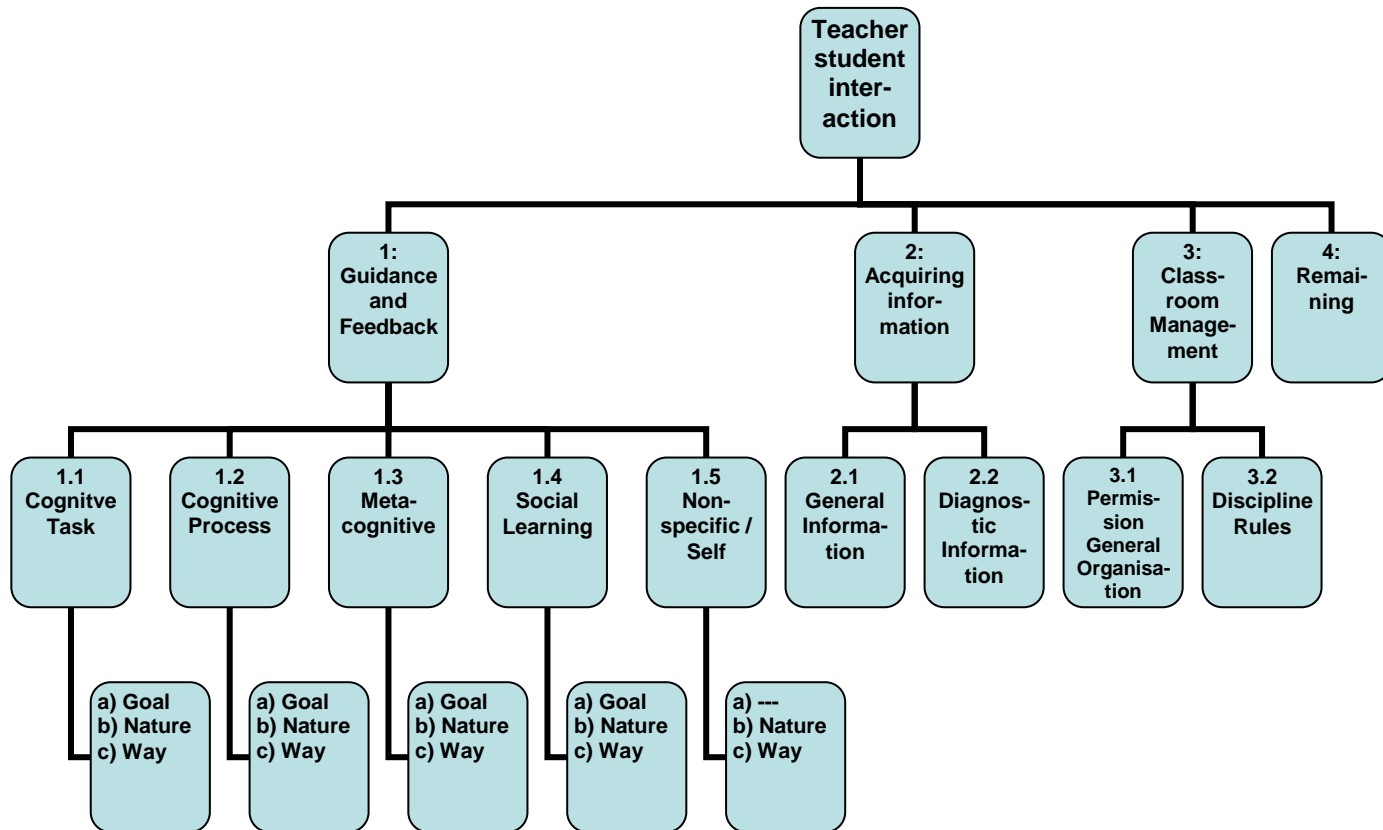 Teacher
student
inter-
action
1:
Guidance
and
Feedback
2:
Acquiring
infor-
mation
3:
Class-
room
Manage-
ment
4:
Remai-
ning
1.1
Cognitve
Task
1.2
Cognitive
Process
1.3
Meta-
cognitive
1.4
Social
Learning
1.5
Non-
specific /
Self
2.1
General
Informa-
tion
2.2
Diagnos-
tic
Informa-
tion
3.1
Permis-
sion
General
Organisa-
tion
3.2
Discipline
Rules
a) Goal
b) Nature
c) Way
a) Goal
b) Nature
c) Way
a) Goal
b) Nature
c) Way
a) Goal
b) Nature
c) Way
a) ---
b) Nature
c) Way